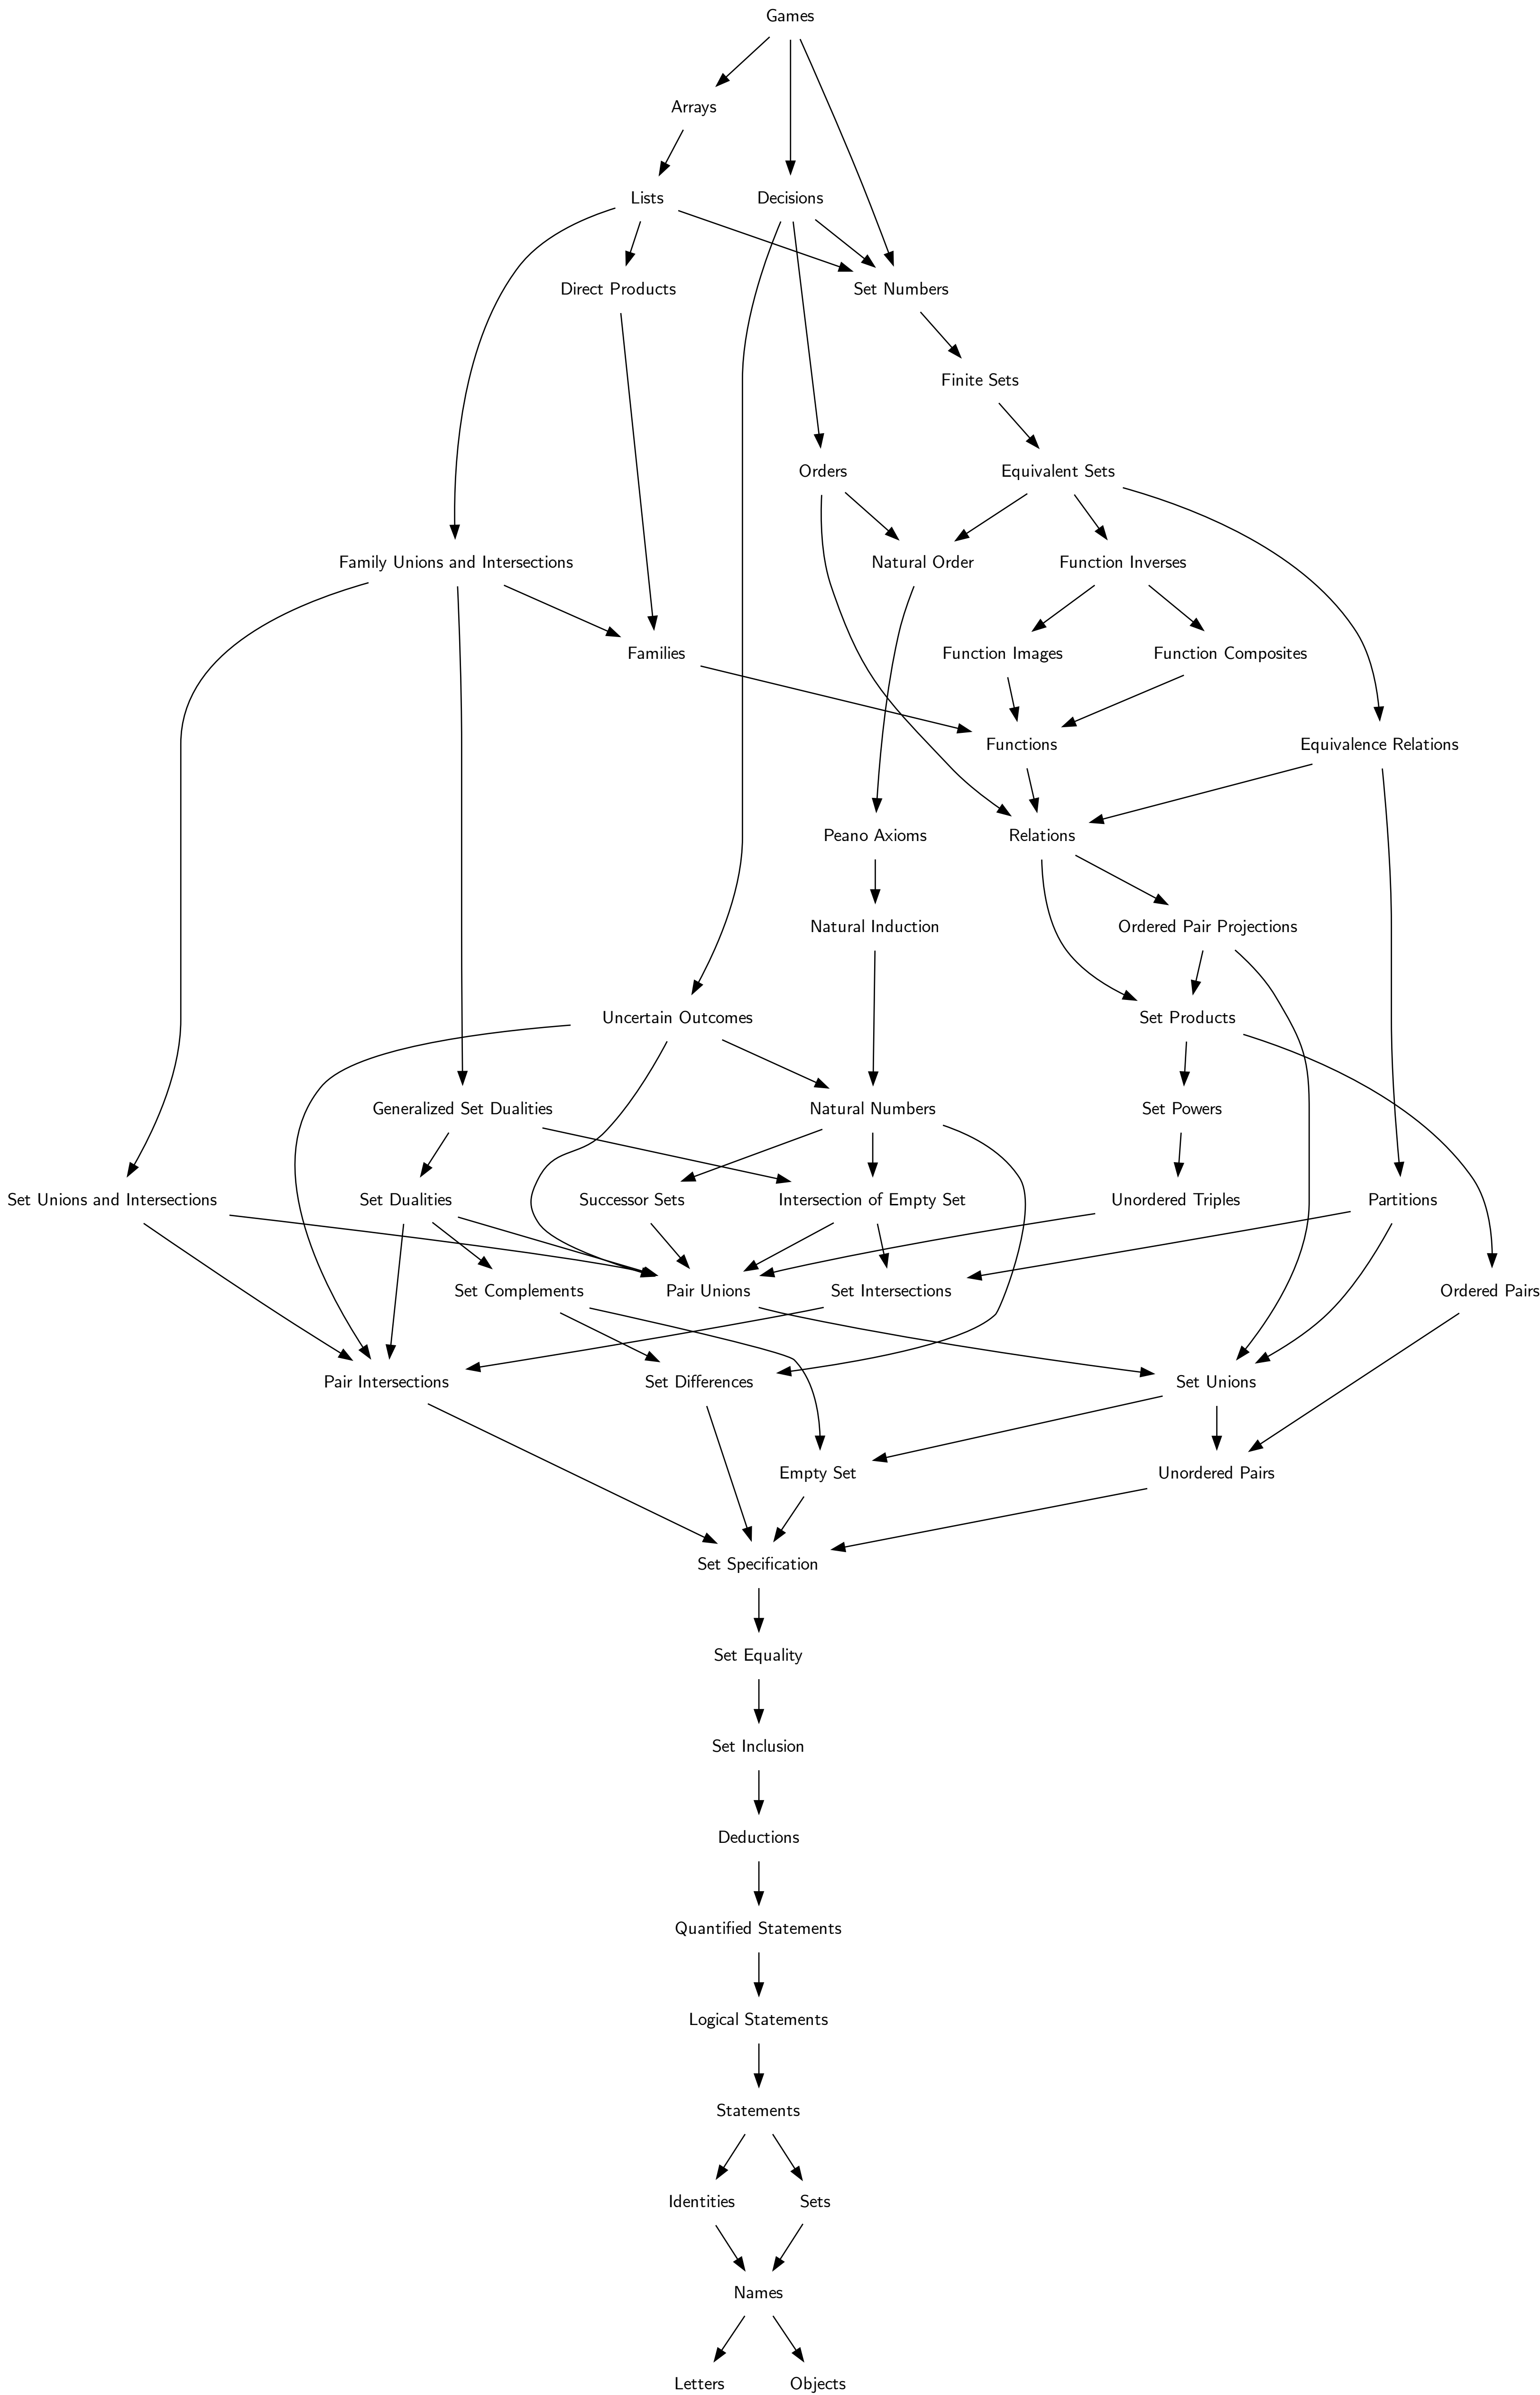 Games
Arrays
Lists
Decisions
Direct Products
Set Numbers
Finite Sets
Orders
Equivalent Sets
Family Unions and Intersections
Natural Order
Function Inverses
Families
Function Images
Function Composites
Functions
Equivalence Relations
Peano Axioms
Relations
Natural Induction
Ordered Pair Projections
Uncertain Outcomes
Set Products
Generalized Set Dualities
Natural Numbers
Set Powers
Set Unions and Intersections
Set Dualities
Successor Sets
Intersection of Empty Set
Unordered Triples
Partitions
Set Complements
Pair Unions
Set Intersections
Ordered Pairs
Pair Intersections
Set Differences
Set Unions
Empty Set
Unordered Pairs
Set Specification
Set Equality
Set Inclusion
Deductions
Quantified Statements
Logical Statements
Statements
Identities
Sets
Names
Letters
Objects